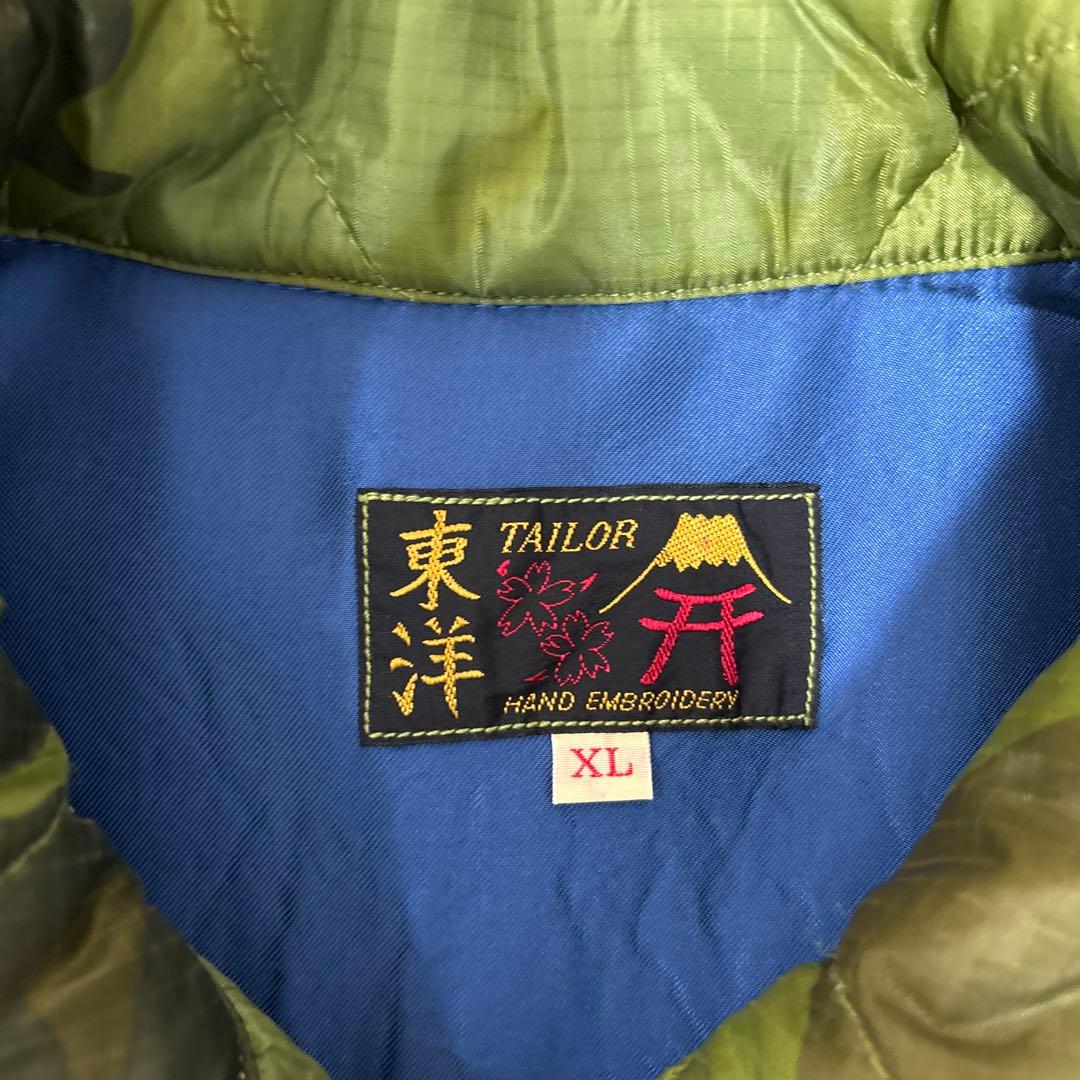 東洋
TAILOR
HAND EMBROIDERY
XL